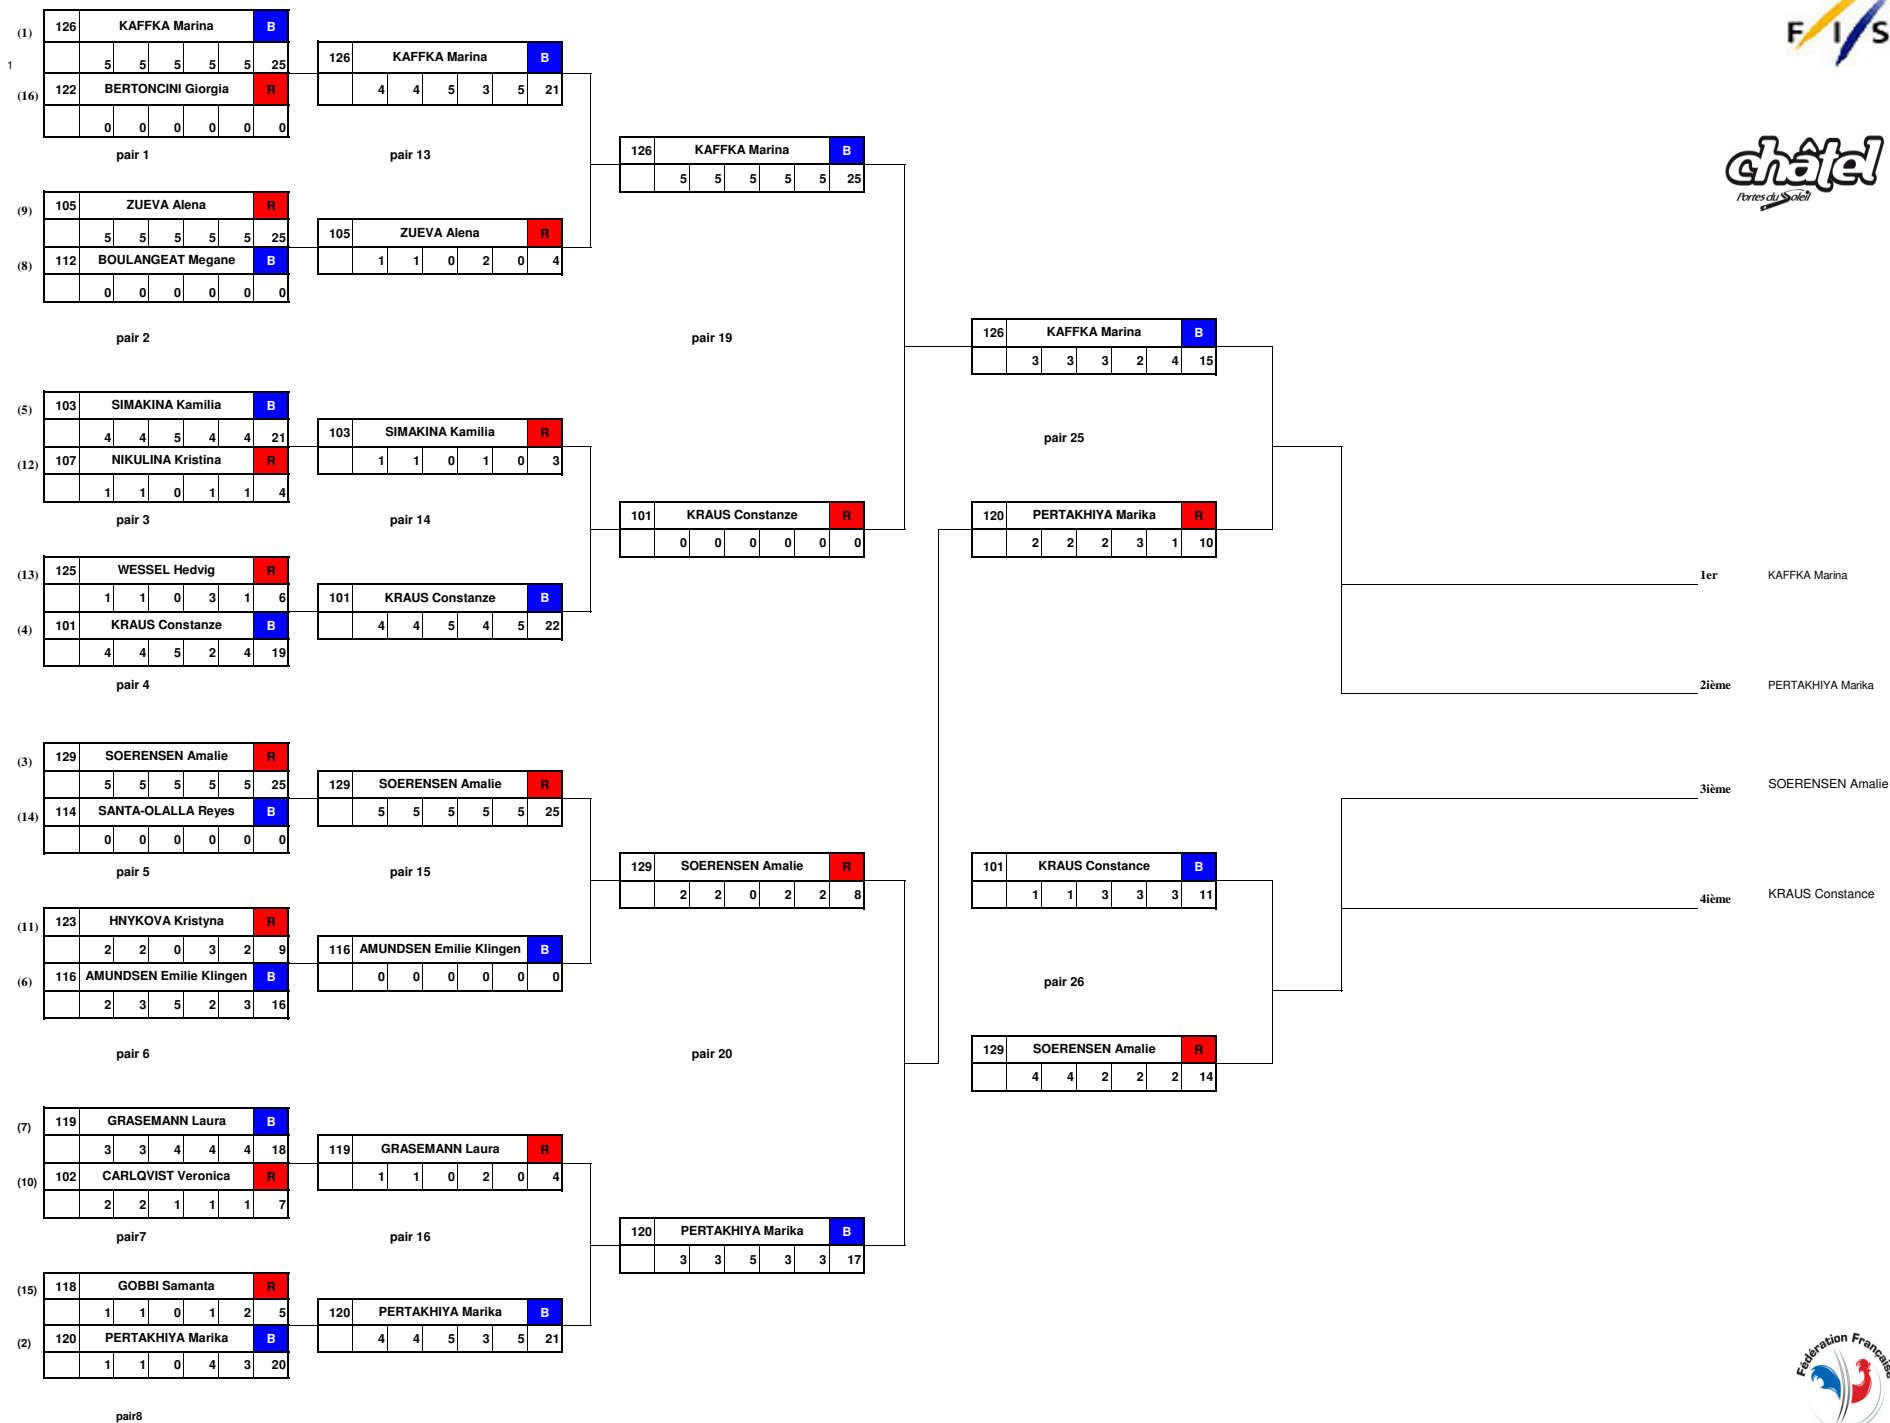 (1) 126 KAFFKA Marina B
1 5 5 5 5 5 25
(16) 122 BERTONCINI Giorgia R
0 0 0 0 0 0
pair 1
(9) 105 ZUEVA Alena R
5 5 5 5 5 25
(8) 112 BOULANGEAT Megane B
0 0 0 0 0 0
pair 2
(5) 103 SIMAKINA Kamilia B
4 4 5 4 4 21
(12) 107 NIKULINA Kristina R
1 1 0 1 1 4
pair 3
(13) 125 WESSEL Hedvig R
1 1 0 3 1 6
(4) 101 KRAUS Constanze B
4 4 5 2 4 19
pair 4
(3) 129 SOERENSEN Amalie R
5 5 5 5 5 25
(14) 114 SANTA-OLALLA Reyes B
0 0 0 0 0 0
pair 5
(11) 123 HNYKOVA Kristyna R
2 2 0 3 2 9
(6) 116 AMUNDSEN Emilie Klingen B
2 3 5 2 3 16
pair 6
(7) 119 GRASEMANN Laura B
3 3 4 4 4 18
(10) 102 CARLQVIST Veronica R
2 2 1 1 1 7
pair7
(15) 118 GOBBI Samanta R
1 1 0 1 2 5
(2) 120 PERTAKHIYA Marika B
1 1 0 4 3 20
pair8
126 KAFFKA Marina B
4 4 5 3 5 21
pair 13
105 ZUEVA Alena R
1 1 0 2 0 4
103 SIMAKINA Kamilia R
1 1 0 1 0 3
pair 14
101 KRAUS Constanze B
4 4 5 4 5 22
129 SOERENSEN Amalie R
5 5 5 5 5 25
pair 15
116 AMUNDSEN Emilie Klingen B
0 0 0 0 0 0
119 GRASEMANN Laura R
1 1 0 2 0 4
pair 16
120 PERTAKHIYA Marika B
4 4 5 3 5 21
126 KAFFKA Marina B
5 5 5 5 5 25
pair 19
101 KRAUS Constanze R
0 0 0 0 0 0
129 SOERENSEN Amalie R
2 2 0 2 2 8
pair 20
120 PERTAKHIYA Marika B
3 3 5 3 3 17
126 KAFFKA Marina B
3 3 3 2 4 15
pair 25
120 PERTAKHIYA Marika R
2 2 2 3 1 10
101 KRAUS Constance B
1 1 3 3 3 11
pair 26
129 SOERENSEN Amalie R
4 4 2 2 2 14
FIS
châtel
Portes du Soleil
1er KAFFKA Marina
2ième PERTAKHIYA Marika
3ième SOERENSEN Amalie
4ième KRAUS Constance
Fédération Française